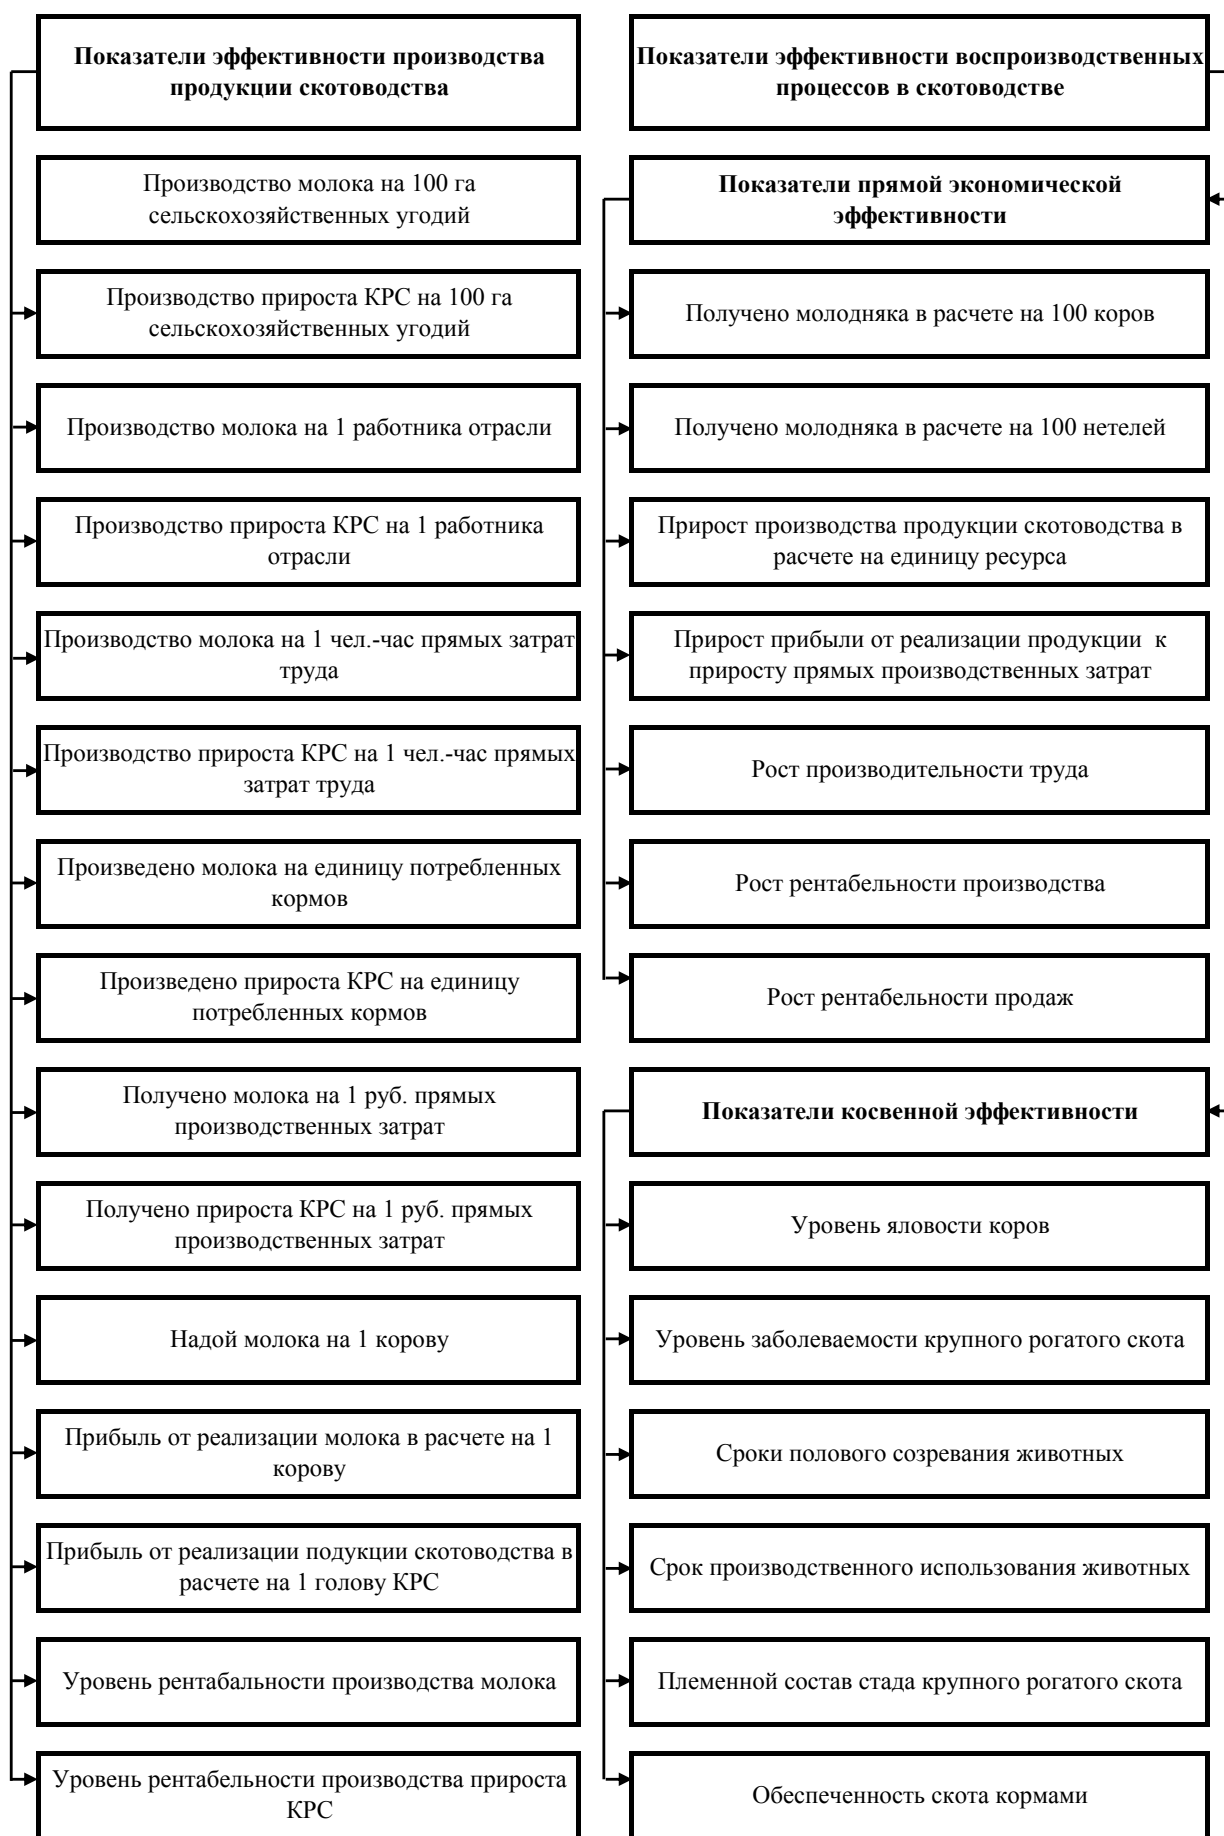 Показатели эффективности производства
продукции скотоводства
Производство молока на 100 га
сельскохозяйственных угодий
Производство прироста КРС на 100 га
сельскохозяйственных угодий
Производство молока на 1 работника отрасли
Производство прироста КРС на 1 работника
отрасли
Производство молока на 1 чел.-час прямых затрат
труда
Производство прироста КРС на 1 чел.-час прямых
затрат труда
Произведено молока на единицу потребленных
кормов
Произведено прироста КРС на единицу
потребленных кормов
Получено молока на 1 руб. прямых
производственных затрат
Получено прироста КРС на 1 руб. прямых
производственных затрат
Надой молока на 1 корову
Прибыль от реализации молока в расчете на 1
корову
Прибыль от реализации подукции скотоводства в
расчете на 1 голову КРС
Уровень рентабальности производства молока
Уровень рентабельности производства прироста
КРС
Показатели эффективности воспроизводственных
процессов в скотоводстве
Показатели прямой экономической
эффективности
Получено молодняка в расчете на 100 коров
Получено молодняка в расчете на 100 нетелей
Прирост производства продукции скотоводства в
расчете на единицу ресурса
Прирост прибыли от реализации продукции к
приросту прямых производственных затрат
Рост производительности труда
Рост рентабельности производства
Рост рентабельности продаж
Показатели косвенной эффективности
Уровень яловости коров
Уровень заболеваемости крупного рогатого скота
Сроки полового созревания животных
Срок производственного использования животных
Племенной состав стада крупного рогатого скота
Обеспеченность скота кормами